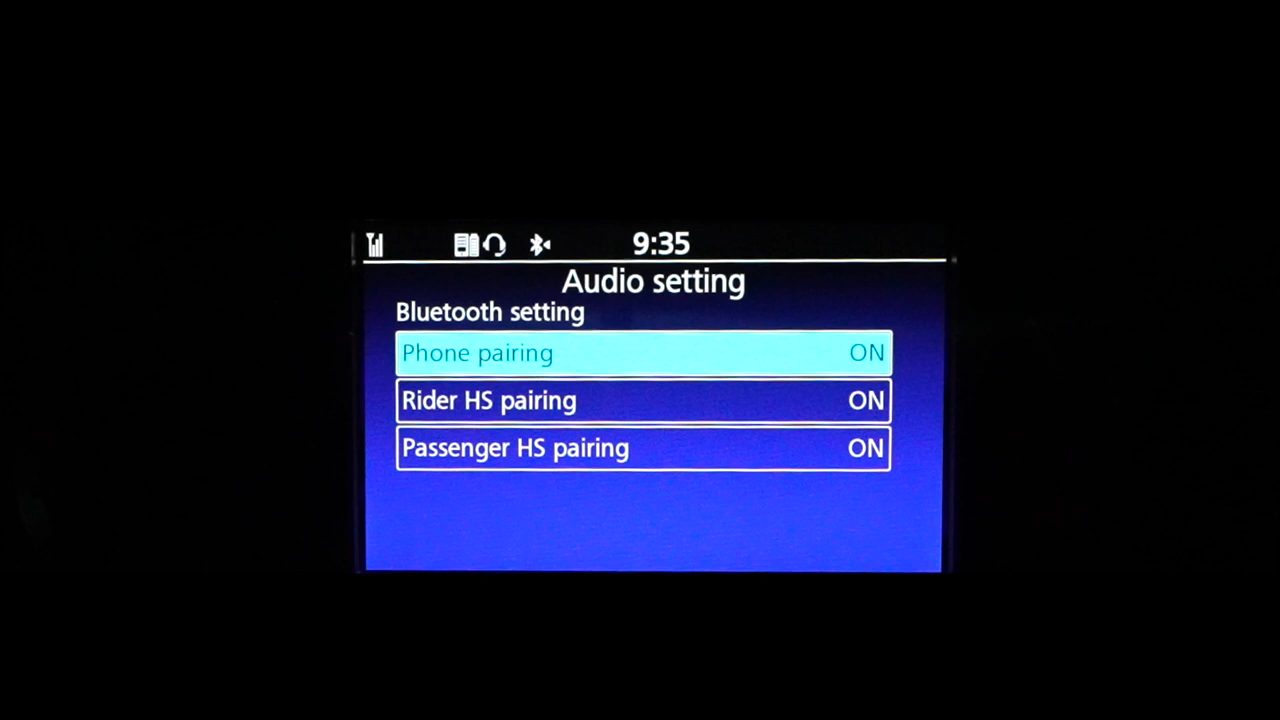 9:35
Audio setting
Bluetooth setting
Phone pairing ON
Rider HS pairing ON
Passenger HS pairing ON